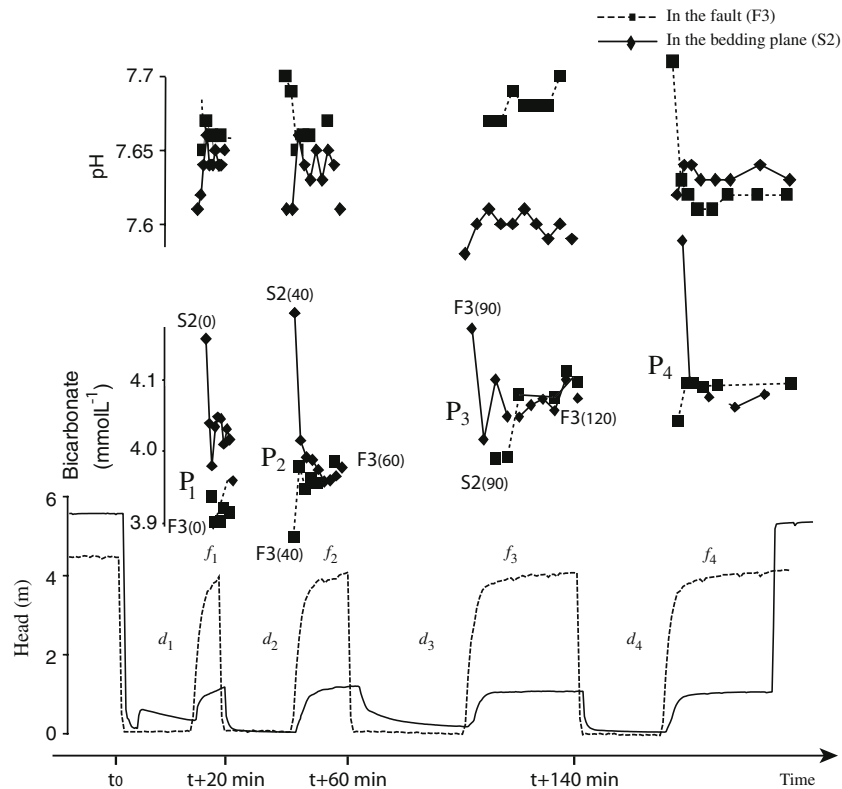 In the fault (F3)
In the bedding plane (S2)
7.7
7.65
7.6
pH
S2(0)
S2(40)
F3(90)
4.1
4.0
3.9
Bicarbonate
(mmolL⁻¹)
P1
P2
P3
P4
F3(0)
F3(40)
F3(60)
S2(90)
F3(120)
6
4
2
0
Head (m)
f1
f2
f3
f4
d1
d2
d3
d4
t0
t+20 min
t+60 min
t+140 min
Time